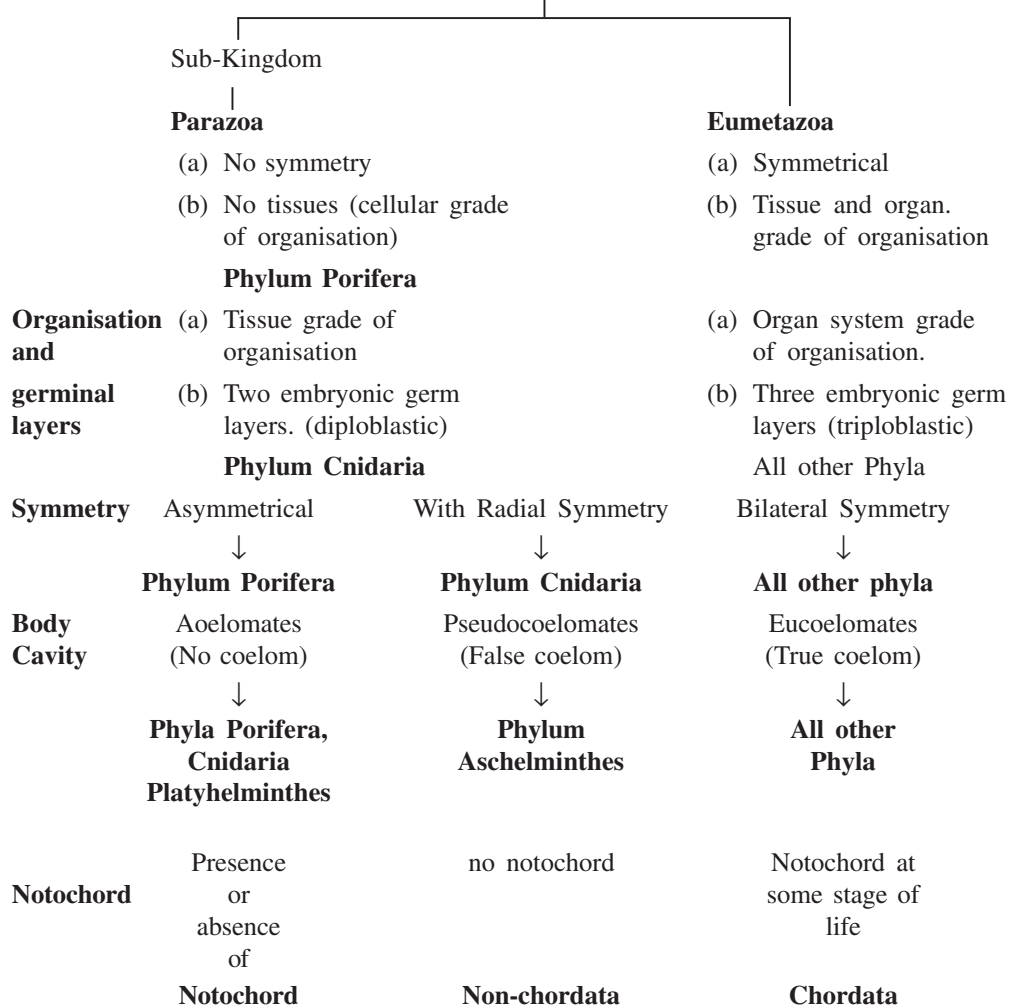 Sub-Kingdom
Parazoa Eumetazoa
(a) No symmetry (a) Symmetrical
(b) No tissues (cellular grade (b) Tissue and organ.
of organisation) grade of organisation
Phylum Porifera
Organisation (a) Tissue grade of (a) Organ system grade
and organisation of organisation.
germinal (b) Two embryonic germ (b) Three embryonic germ
layers layers. (diploblastic) layers (triploblastic)
Phylum Cnidaria All other Phyla
Symmetry Asymmetrical With Radial Symmetry Bilateral Symmetry
↓ ↓ ↓
Phylum Porifera Phylum Cnidaria All other phyla
Body Aoelomates Pseudocoelomates Eucoelomates
Cavity (No coelom) (False coelom) (True coelom)
↓ ↓ ↓
Phyla Porifera, Phylum All other
Cnidaria Aschelminthes Phyla
Platyhelminthes
Presence no notochord Notochord at
Notochord or some stage of
absence life
of
Notochord Non-chordata Chordata